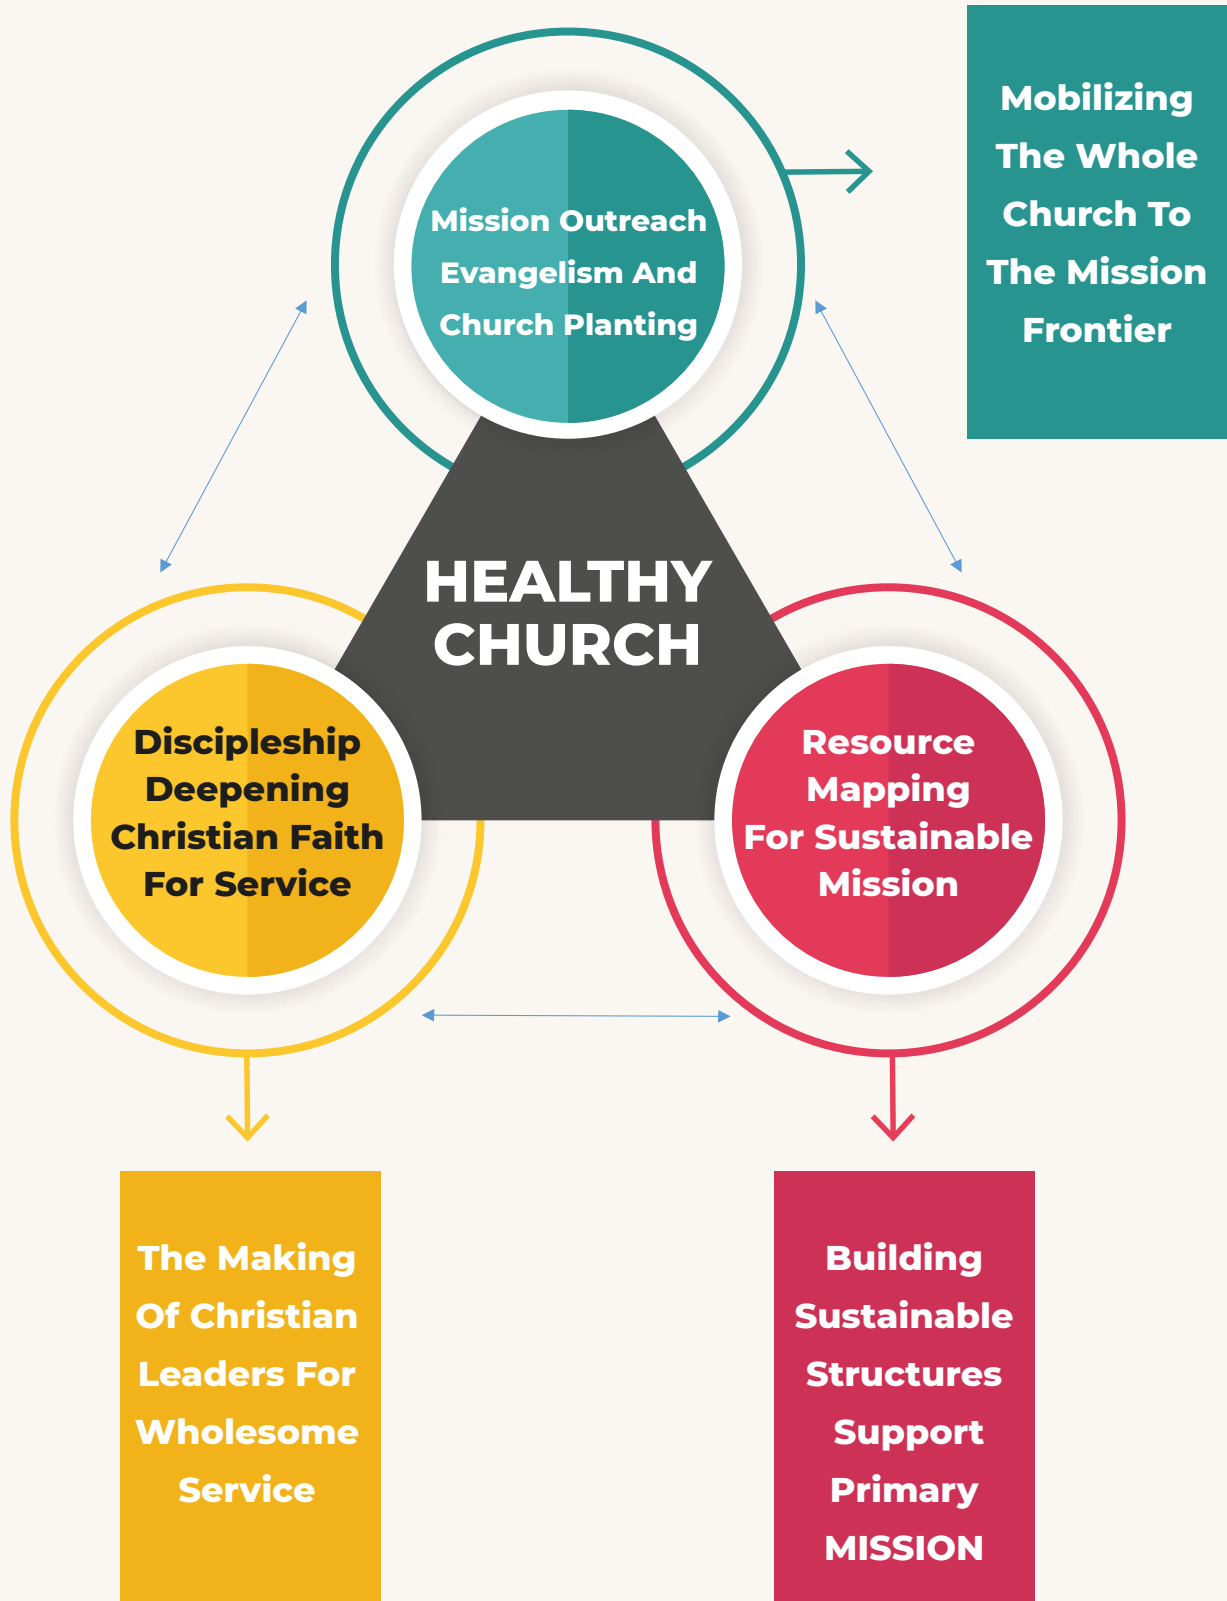 Mobilizing
The Whole
Church To
The Mission
Frontier
Mission Outreach
Evangelism And
Church Planting
HEALTHY
CHURCH
Discipleship
Deepening
Christian Faith
For Service
Resource
Mapping
For Sustainable
Mission
The Making
Of Christian
Leaders For
Wholesome
Service
Building
Sustainable
Structures
Support
Primary
MISSION